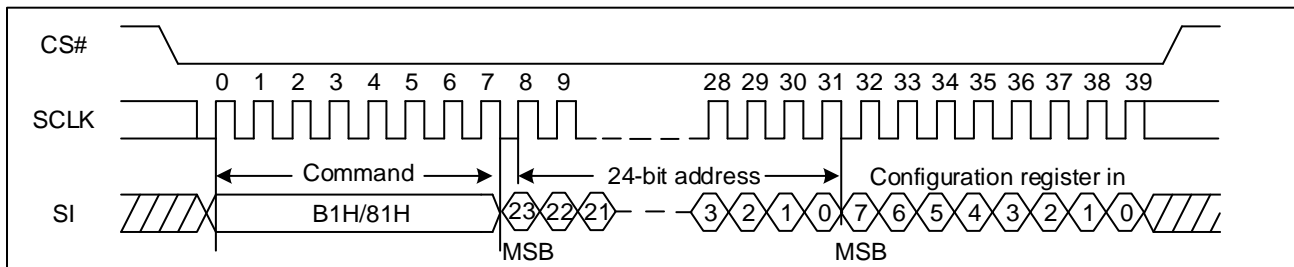 CS#
0 1 2 3 4 5 6 7 8 9 28 29 30 31 32 33 34 35 36 37 38 39
SCLK
Command 24-bit address Configuration register in
SI B1H/81H 23 22 21 3 2 1 0 7 6 5 4 3 2 1 0
MSB MSB